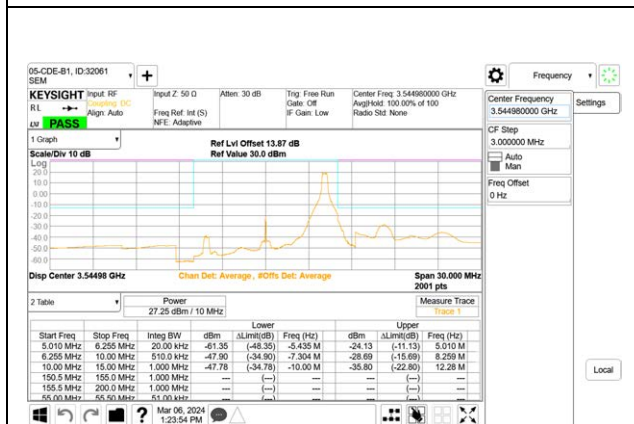 05-CDE-B1, ID:32061
SEM
Frequency
KEYSIGHT
RL
PASS
Input: RF
Coupling: DC
Align: Auto
Input Z: 50 Ω
Freq Ref: Int (S)
NFE: Adaptive
Atten: 30 dB
Trig: Free Run
Gate: Off
IF Gain: Low
Center Freq: 3.544980000 GHz
Avg|Hold: 100.00% of 100
Radio Std: None
Center Frequency
3.544980000 GHz
Settings
CF Step
3.000000 MHz
Auto
Man
Freq Offset
0 Hz
Local
1 Graph
Scale/Div 10 dB
Ref Lvl Offset 13.87 dB
Ref Value 30.0 dBm
Log
20.0
10.0
0.00
-10.0
-20.0
-30.0
-40.0
-50.0
-60.0
Disp Center 3.54498 GHz
Chan Det: Average , #Offs Det: Average
Span 30.000 MHz
2001 pts
2 Table
Power
27.25 dBm / 10 MHz
Measure Trace
Trace 1
Lower Upper
Start Freq Stop Freq Integ BW dBm ΔLimit(dB) Freq (Hz) dBm ΔLimit(dB) Freq (Hz)
5.010 MHz 6.255 MHz 20.00 kHz -61.35 (-48.35) -5.435 M -24.13 (-11.13) 5.010 M
6.255 MHz 10.00 MHz 510.0 kHz -47.90 (-34.90) -7.304 M -28.69 (-15.69) 8.259 M
10.00 MHz 15.00 MHz 1.000 MHz -47.78 (-34.78) -10.00 M -35.80 (-22.80) 12.28 M
150.5 MHz 155.0 MHz 1.000 MHz --- (---) --- --- (---) ---
155.5 MHz 200.0 MHz 1.000 MHz --- (---) --- --- (---) ---
55.00 MHz 55.50 MHz 51.00 kHz --- (---) --- --- (---) ---
Mar 06, 2024
1:23:54 PM